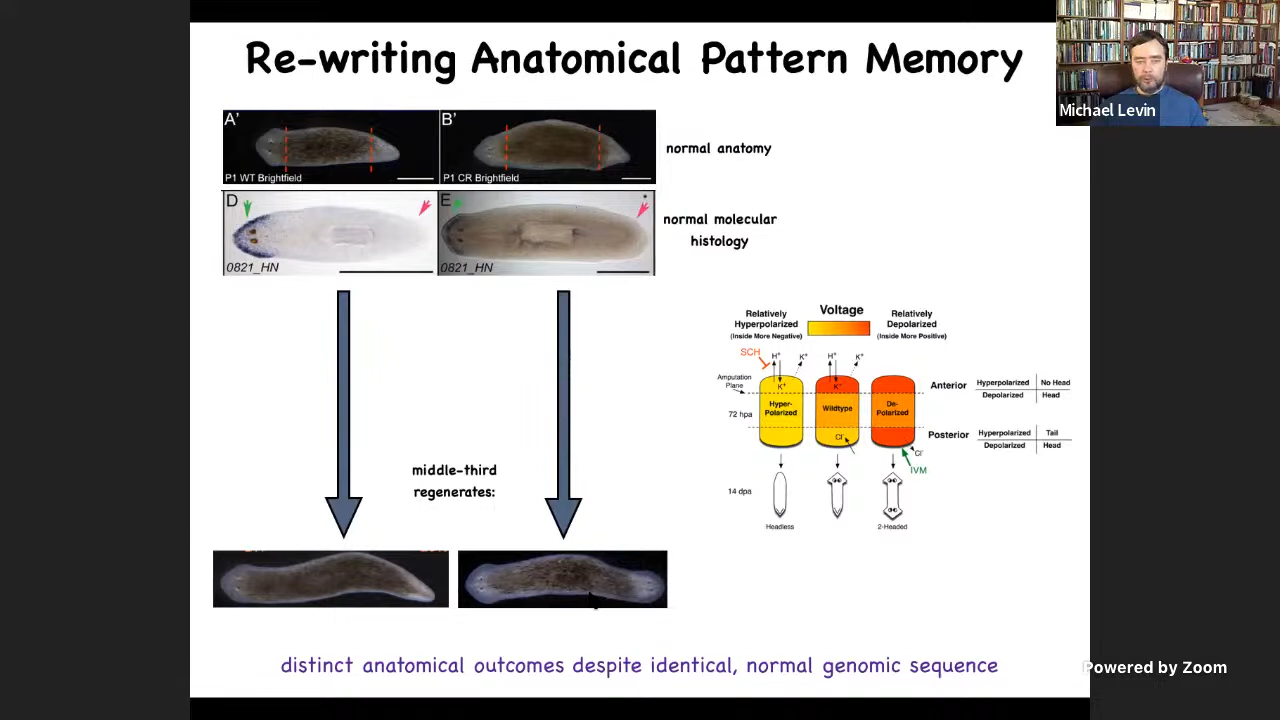 Re-writing Anatomical Pattern Memory
Michael Levin
A'
P1 WT Brightfield
B'
P1 CR Brightfield
normal anatomy
D
0821_HN
E
*
0821_HN
normal molecular
histology
middle-third
regenerates:
Voltage
Relatively
Hyperpolarized
(Inside More Negative)
Relatively
Depolarized
(Inside More Positive)
SCH
H+
K+
H+
K+
K+
K+
Amputation
Plane
72 hpa
Hyper-
Polarized
Wildtype
De-
Polarized
Cl-
Cl-
IVM
Anterior
Hyperpolarized No Head
Depolarized Head
Posterior
Hyperpolarized Tail
Depolarized Head
14 dpa
Headless
2-Headed
distinct anatomical outcomes despite identical, normal genomic sequence
Powered by Zoom